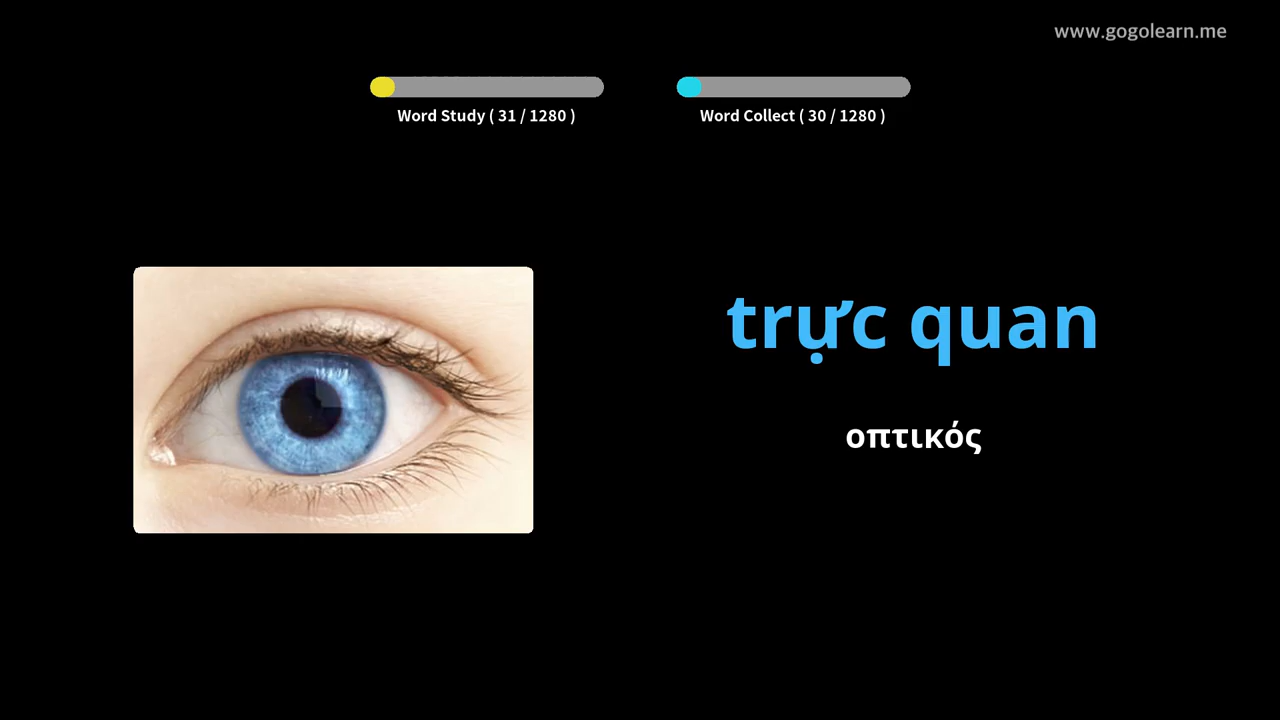 www.gogolearn.me
Word Study ( 31 / 1280 )
Word Collect ( 30 / 1280 )
trực quan
οπτικός